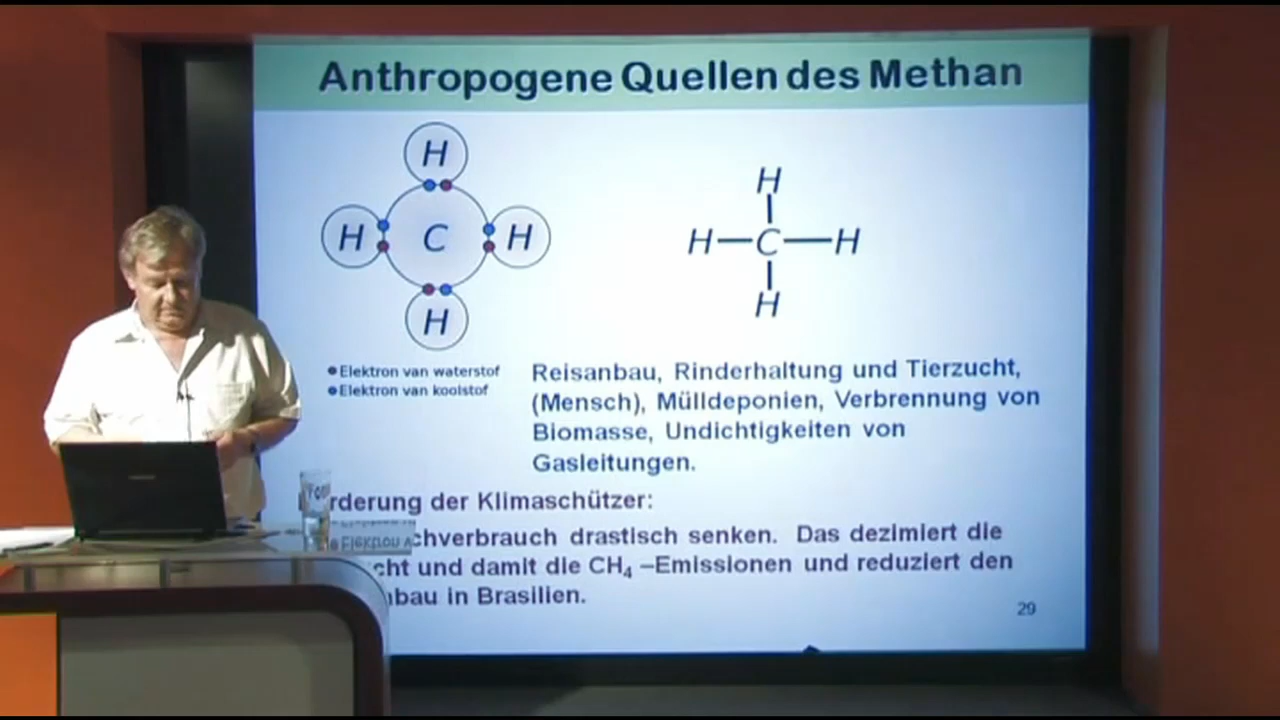 Anthropogene Quellen des Methan
H
H C H
H
H
H—C—H
H
Elektron van waterstof
Elektron van koolstof
Reisanbau, Rinderhaltung und Tierzucht,
(Mensch), Mülldeponien, Verbrennung von
Biomasse, Undichtigkeiten von
Gasleitungen.
rderung der Klimaschützer:
chverbrauch drastisch senken. Das dezimiert die
cht und damit die CH₄ –Emissionen und reduziert den
nbau in Brasilien.
29